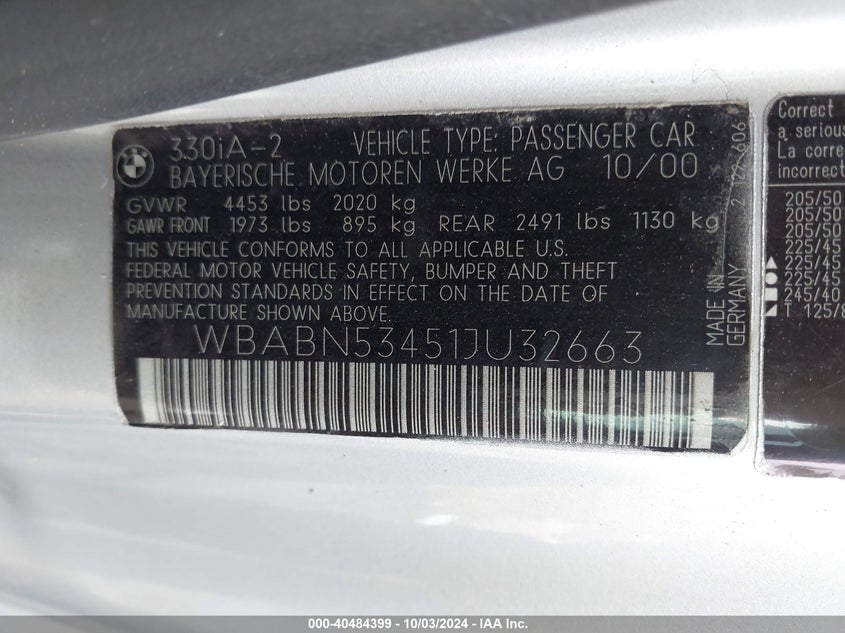 330iA-2 VEHICLE TYPE: PASSENGER CAR
BAYERISCHE MOTOREN WERKE AG 10/00
GVWR 4453 lbs 2020 kg
GAWR FRONT 1973 lbs 895 kg REAR 2491 lbs 1130 kg
THIS VEHICLE CONFORMS TO ALL APPLICABLE U.S.
FEDERAL MOTOR VEHICLE SAFETY, BUMPER AND THEFT
PREVENTION STANDARDS IN EFFECT ON THE DATE OF
MANUFACTURE SHOWN ABOVE.
WBABN53451JU32663
MADE IN
GERMANY
Correct
a serious
La corre
incorrect
205/50
205/50
205/50
225/45
225/45
225/45
245/40
T 125/8
000-40484399 - 10/03/2024 - IAA Inc.